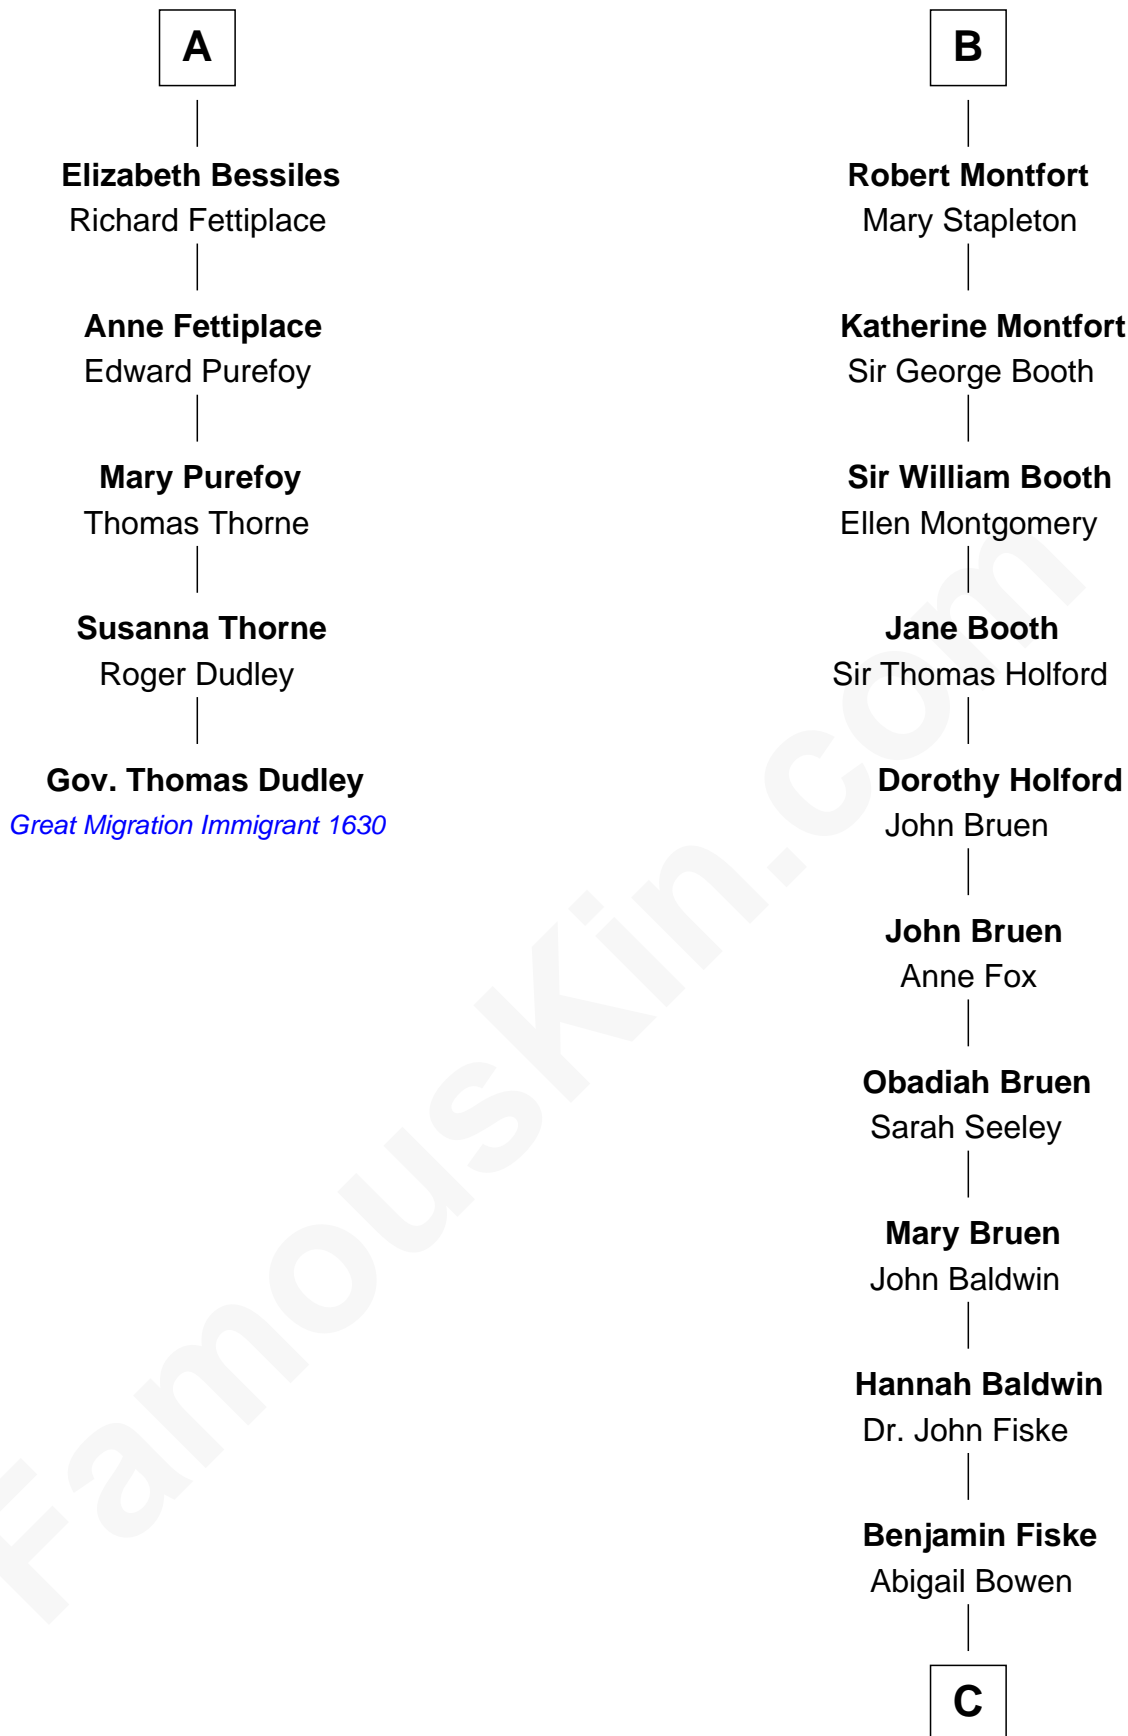 A
Elizabeth Bessiles
Richard Fettiplace
Anne Fettiplace
Edward Purefoy
Mary Purefoy
Thomas Thorne
Susanna Thorne
Roger Dudley
Gov. Thomas Dudley
Great Migration Immigrant 1630
B
Robert Montfort
Mary Stapleton
Katherine Montfort
Sir George Booth
Sir William Booth
Ellen Montgomery
Jane Booth
Sir Thomas Holford
Dorothy Holford
John Bruen
John Bruen
Anne Fox
Obadiah Bruen
Sarah Seeley
Mary Bruen
John Baldwin
Hannah Baldwin
Dr. John Fiske
Benjamin Fiske
Abigail Bowen
C
FamousKin.com